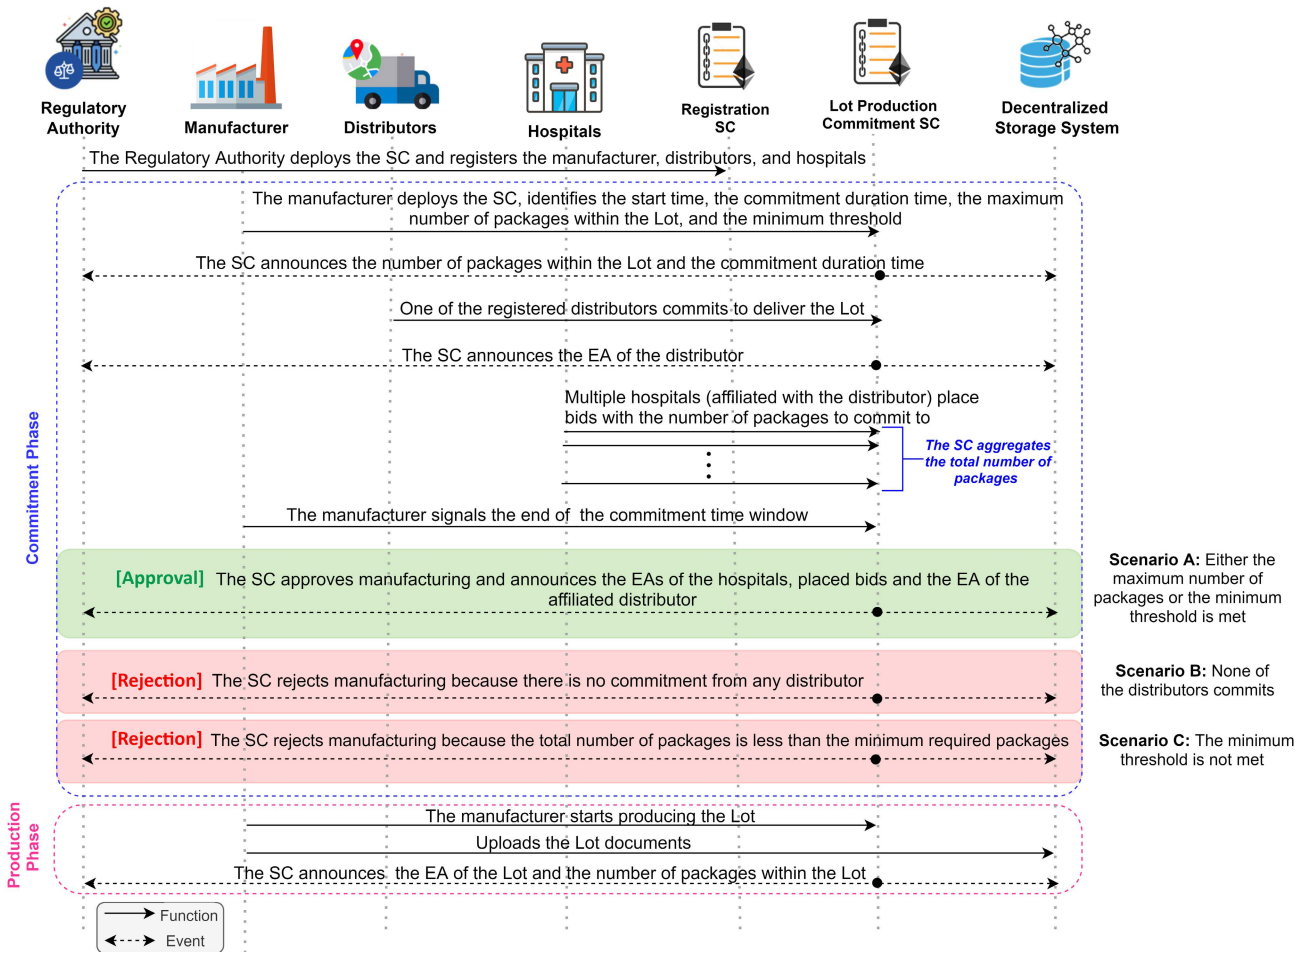 Regulatory
Authority
Manufacturer
Distributors
Hospitals
Registration
SC
Lot Production
Commitment SC
Decentralized
Storage System
The Regulatory Authority deploys the SC and registers the manufacturer, distributors, and hospitals
Commitment Phase
The manufacturer deploys the SC, identifies the start time, the commitment duration time, the maximum
number of packages within the Lot, and the minimum threshold
The SC announces the number of packages within the Lot and the commitment duration time
One of the registered distributors commits to deliver the Lot
The SC announces the EA of the distributor
Multiple hospitals (affiliated with the distributor) place
bids with the number of packages to commit to
The SC aggregates
the total number of
packages
The manufacturer signals the end of the commitment time window
[Approval] The SC approves manufacturing and announces the EAs of the hospitals, placed bids and the EA of the
affiliated distributor
Scenario A: Either the
maximum number of
packages or the minimum
threshold is met
[Rejection] The SC rejects manufacturing because there is no commitment from any distributor
Scenario B: None of
the distributors commits
[Rejection] The SC rejects manufacturing because the total number of packages is less than the minimum required packages
Scenario C: The minimum
threshold is not met
Production
Phase
The manufacturer starts producing the Lot
Uploads the Lot documents
The SC announces the EA of the Lot and the number of packages within the Lot
Function
Event